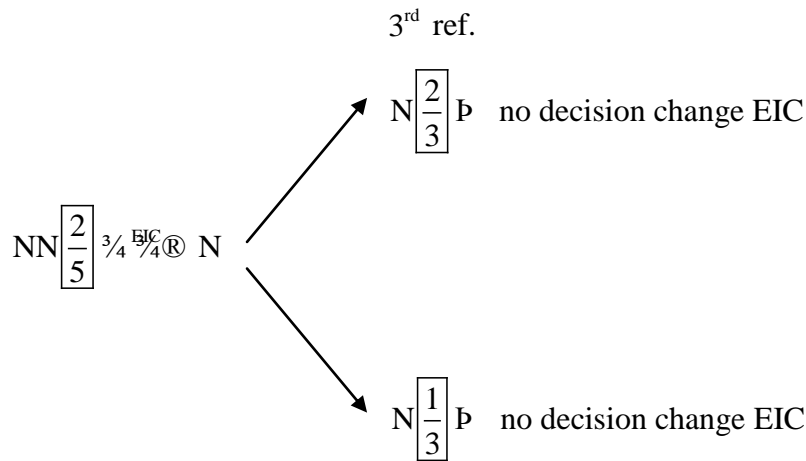 3rd ref.
N 2/3 Þ no decision change EIC
NN 2/5 ¾ EIC ¾® N
N 1/3 Þ no decision change EIC